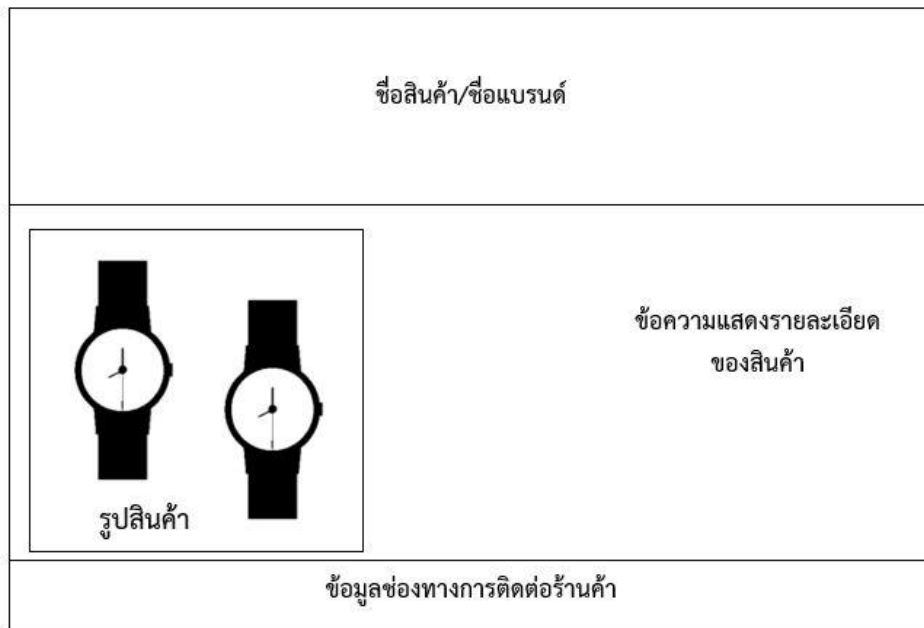 ชื่อสินค้า/ชื่อแบรนด์
ข้อความแสดงรายละเอียด
ของสินค้า
รูปสินค้า
ข้อมูลช่องทางการติดต่อร้านค้า